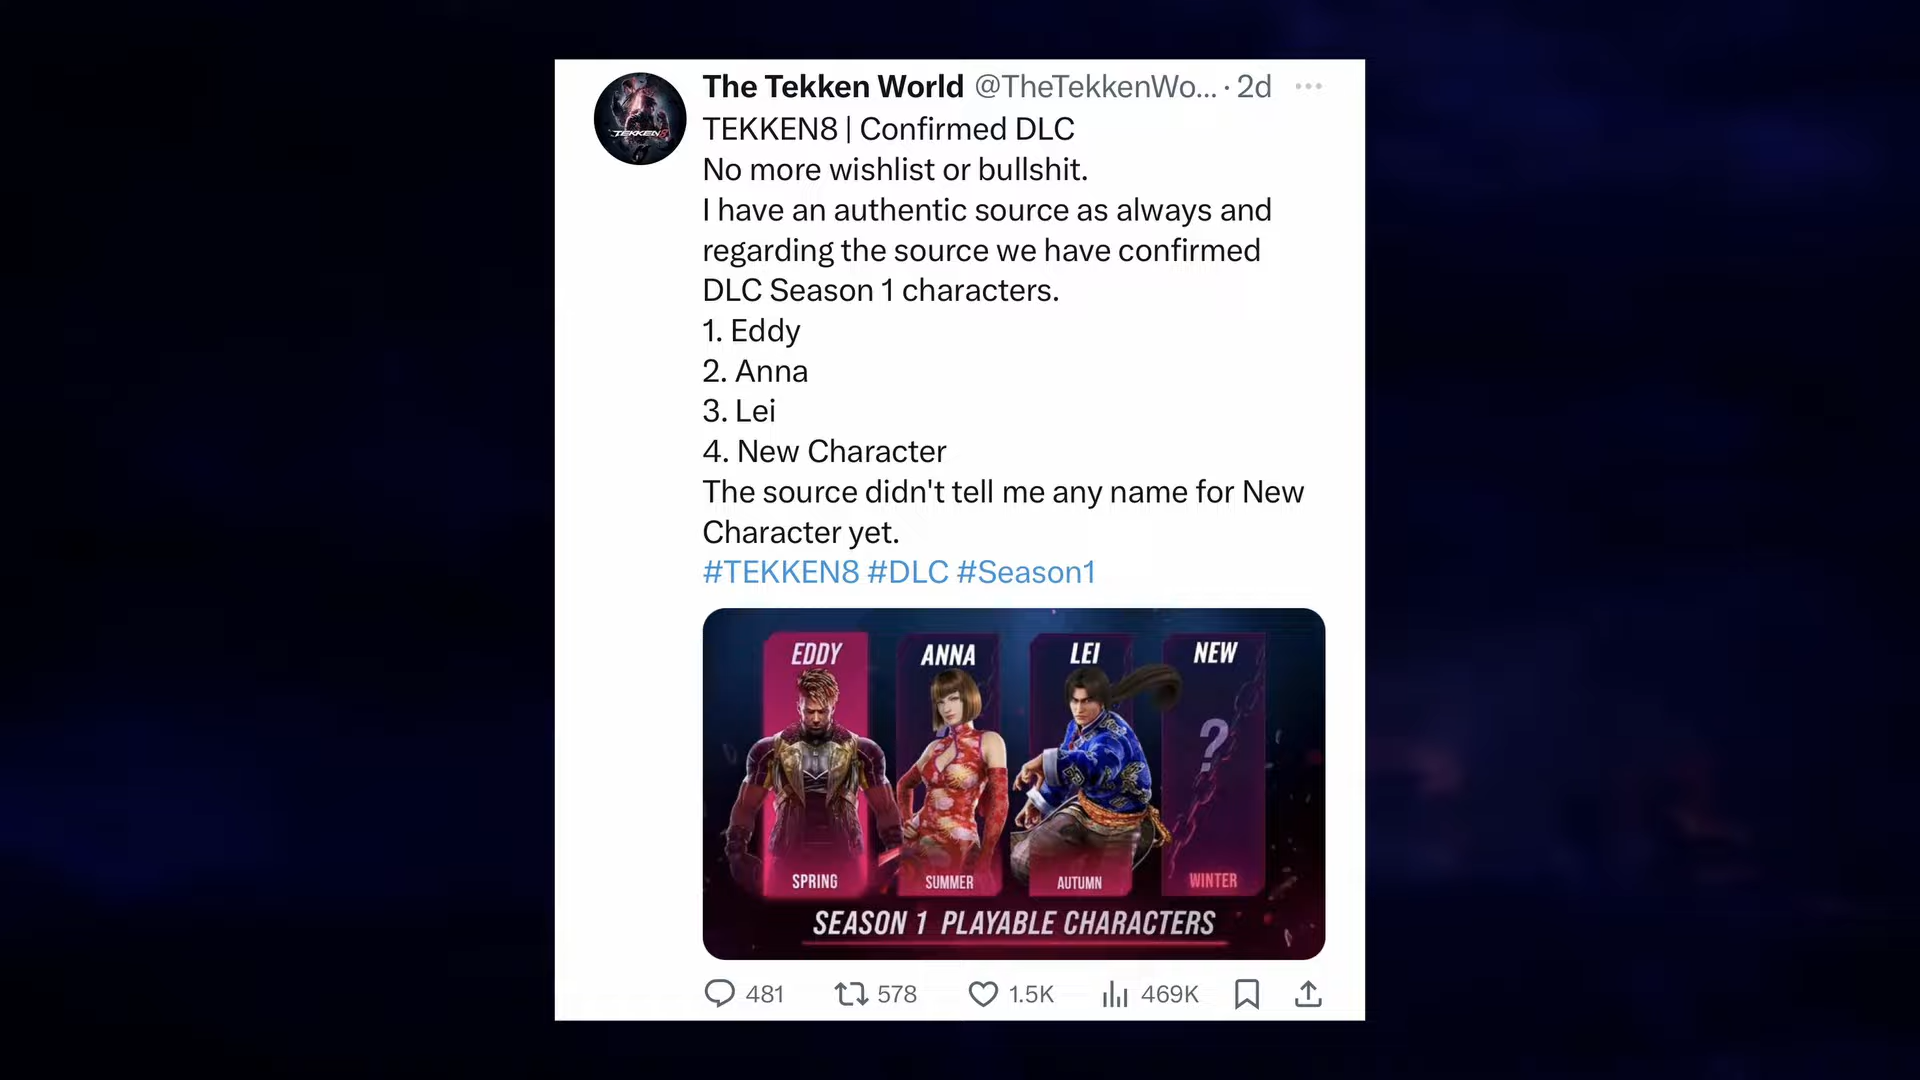 The Tekken World @TheTekkenWo... · 2d
TEKKEN8 | Confirmed DLC
No more wishlist or bullshit.
I have an authentic source as always and
regarding the source we have confirmed
DLC Season 1 characters.
1. Eddy
2. Anna
3. Lei
4. New Character
The source didn't tell me any name for New
Character yet.
#TEKKEN8 #DLC #Season1
EDDY ANNA LEI NEW
?
SPRING SUMMER AUTUMN WINTER
SEASON 1 PLAYABLE CHARACTERS
481 578 1.5K 469K
TEKKEN8